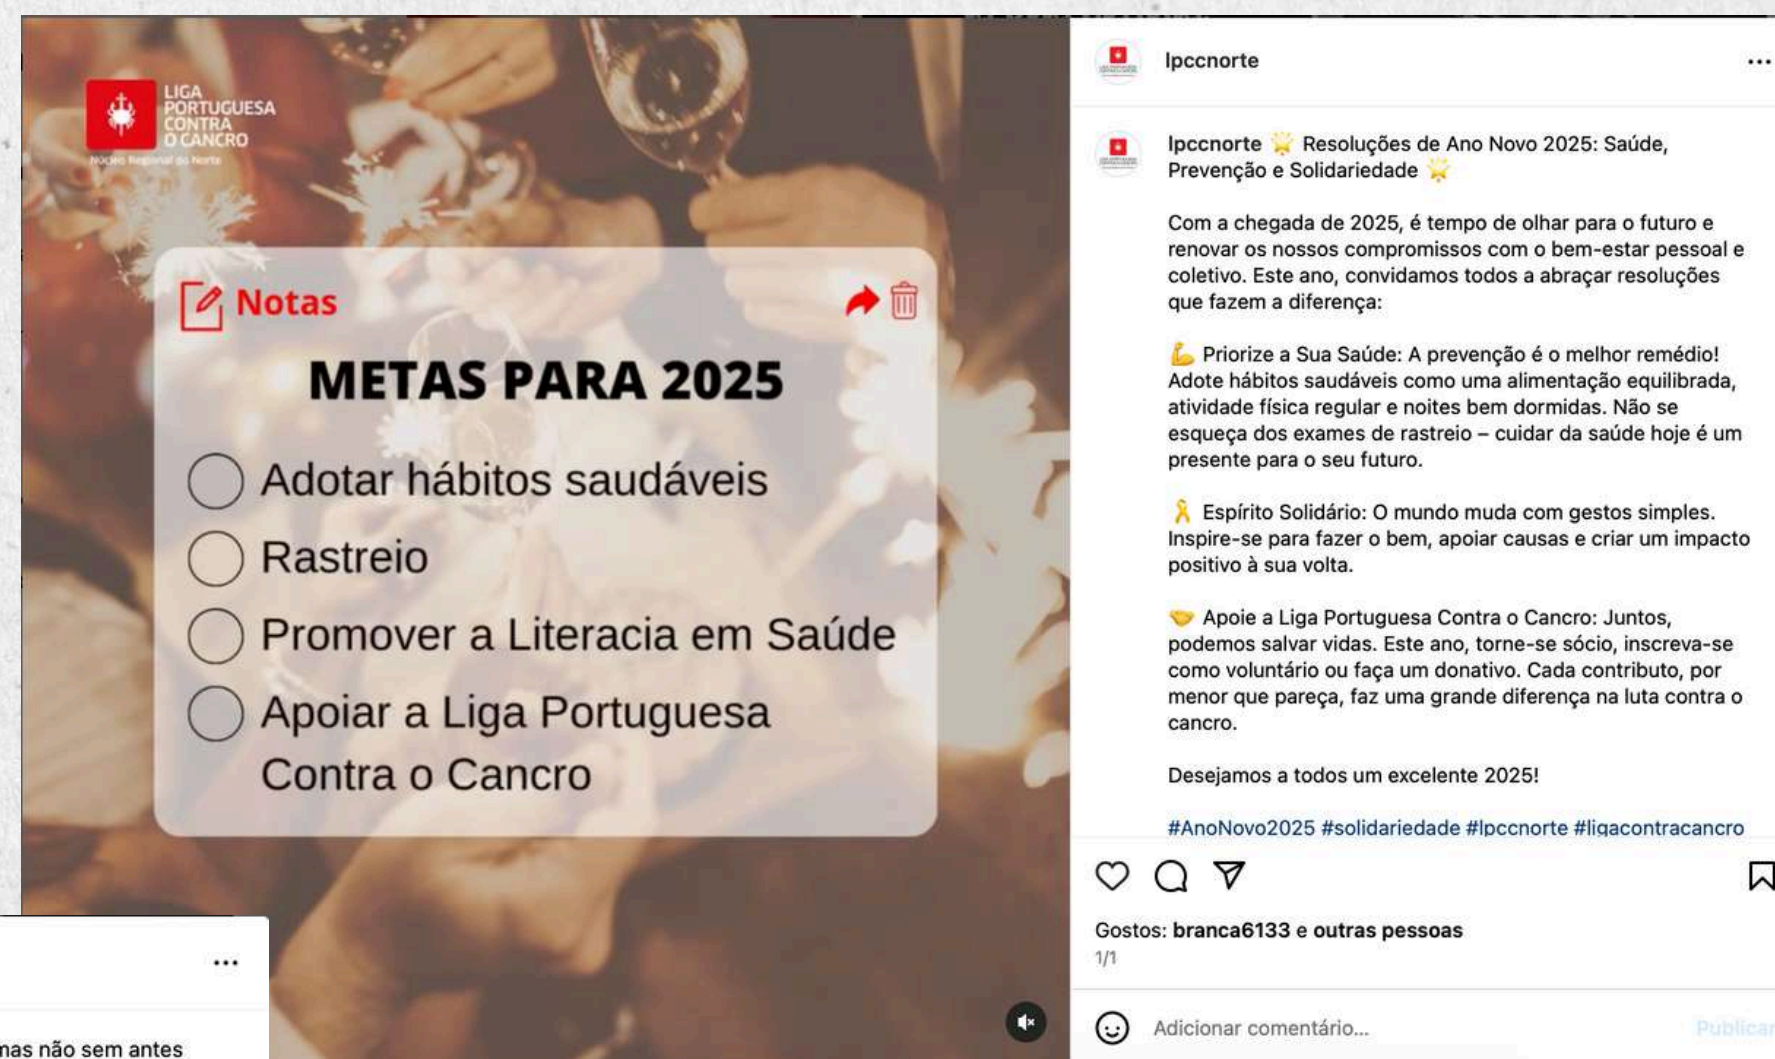 LIGA
PORTUGUESA
CONTRA
O CANCRO
Núcleo Regional do Norte
Notas
METAS PARA 2025
Adotar hábitos saudáveis
Rastreio
Promover a Literacia em Saúde
Apoiar a Liga Portuguesa
Contra o Cancro
lpccnorte
lpccnorte 🌟 Resoluções de Ano Novo 2025: Saúde,
Prevenção e Solidariedade 🌟
Com a chegada de 2025, é tempo de olhar para o futuro e
renovar os nossos compromissos com o bem-estar pessoal e
coletivo. Este ano, convidamos todos a abraçar resoluções
que fazem a diferença:
💪 Priorize a Sua Saúde: A prevenção é o melhor remédio!
Adote hábitos saudáveis como uma alimentação equilibrada,
atividade física regular e noites bem dormidas. Não se
esqueça dos exames de rastreio – cuidar da saúde hoje é um
presente para o seu futuro.
🎗️ Espírito Solidário: O mundo muda com gestos simples.
Inspire-se para fazer o bem, apoiar causas e criar um impacto
positivo à sua volta.
🤝 Apoie a Liga Portuguesa Contra o Cancro: Juntos,
podemos salvar vidas. Este ano, torne-se sócio, inscreva-se
como voluntário ou faça um donativo. Cada contributo, por
menor que pareça, faz uma grande diferença na luta contra o
cancro.
Desejamos a todos um excelente 2025!
#AnoNovo2025 #solidariedade #lpccnorte #ligacontracancro
Gostos: branca6133 e outras pessoas
1/1
Adicionar comentário...
Publicar
mas não sem antes